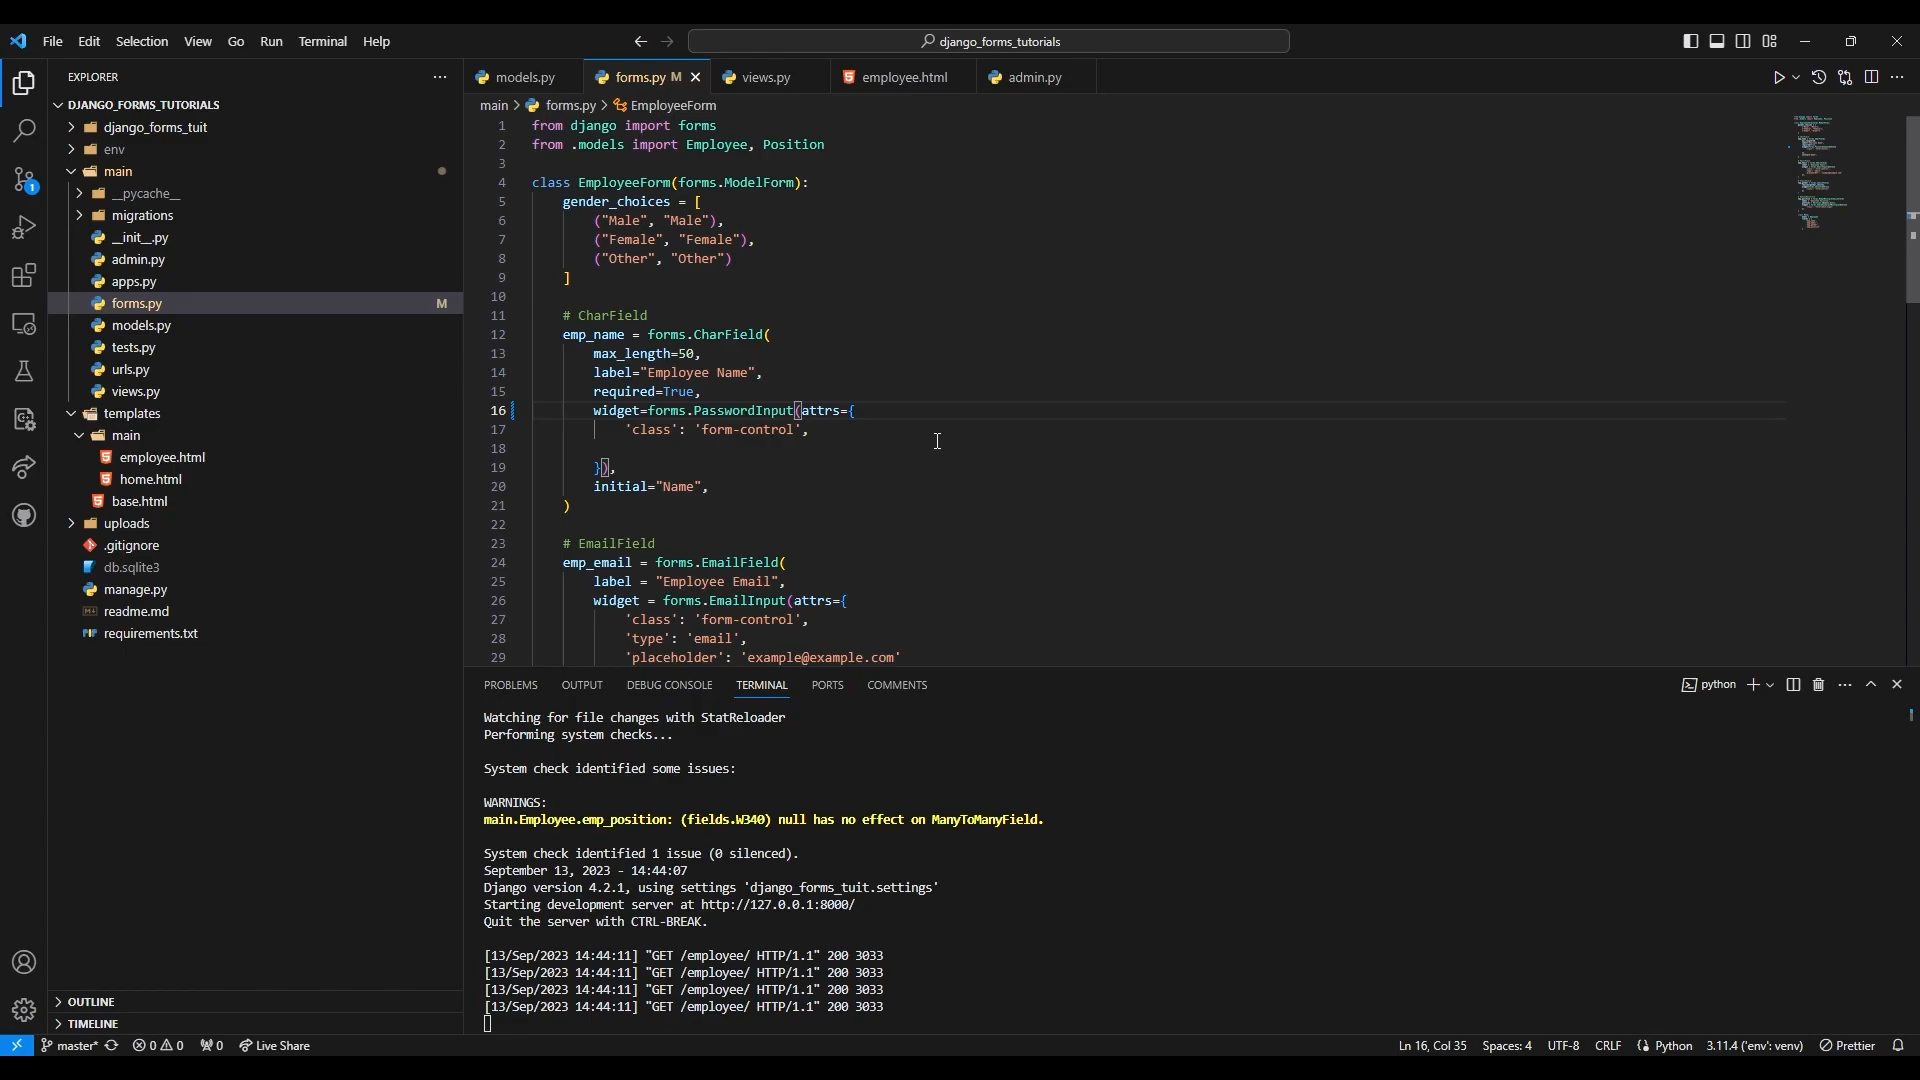 File Edit Selection View Go Run Terminal Help
django_forms_tutorials
EXPLORER
DJANGO_FORMS_TUTORIALS
django_forms_tuit
env
main
__pycache__
migrations
__init__.py
admin.py
apps.py
forms.py M
models.py
tests.py
urls.py
views.py
templates
main
employee.html
home.html
base.html
uploads
.gitignore
db.sqlite3
manage.py
readme.md
requirements.txt
OUTLINE
TIMELINE
1
models.py forms.py M views.py employee.html admin.py
main > forms.py > EmployeeForm
1 from django import forms
2 from .models import Employee, Position
3
4 class EmployeeForm(forms.ModelForm):
5 gender_choices = [
6 ("Male", "Male"),
7 ("Female", "Female"),
8 ("Other", "Other")
9 ]
10
11 # CharField
12 emp_name = forms.CharField(
13 max_length=50,
14 label="Employee Name",
15 required=True,
16 widget=forms.PasswordInput(attrs={
17 'class': 'form-control',
18
19 }),
20 initial="Name",
21 )
22
23 # EmailField
24 emp_email = forms.EmailField(
25 label = "Employee Email",
26 widget = forms.EmailInput(attrs={
27 'class': 'form-control',
28 'type': 'email',
29 'placeholder': 'example@example.com'
PROBLEMS OUTPUT DEBUG CONSOLE TERMINAL PORTS COMMENTS
python
Watching for file changes with StatReloader
Performing system checks...
System check identified some issues:
WARNINGS:
main.Employee.emp_position: (fields.W340) null has no effect on ManyToManyField.
System check identified 1 issue (0 silenced).
September 13, 2023 - 14:44:07
Django version 4.2.1, using settings 'django_forms_tuit.settings'
Starting development server at http://127.0.0.1:8000/
Quit the server with CTRL-BREAK.
[13/Sep/2023 14:44:11] "GET /employee/ HTTP/1.1" 200 3033
[13/Sep/2023 14:44:11] "GET /employee/ HTTP/1.1" 200 3033
[13/Sep/2023 14:44:11] "GET /employee/ HTTP/1.1" 200 3033
[13/Sep/2023 14:44:11] "GET /employee/ HTTP/1.1" 200 3033
master* 0 0 0 Live Share Ln 16, Col 35 Spaces: 4 UTF-8 CRLF Python 3.11.4 ('env': venv) Prettier